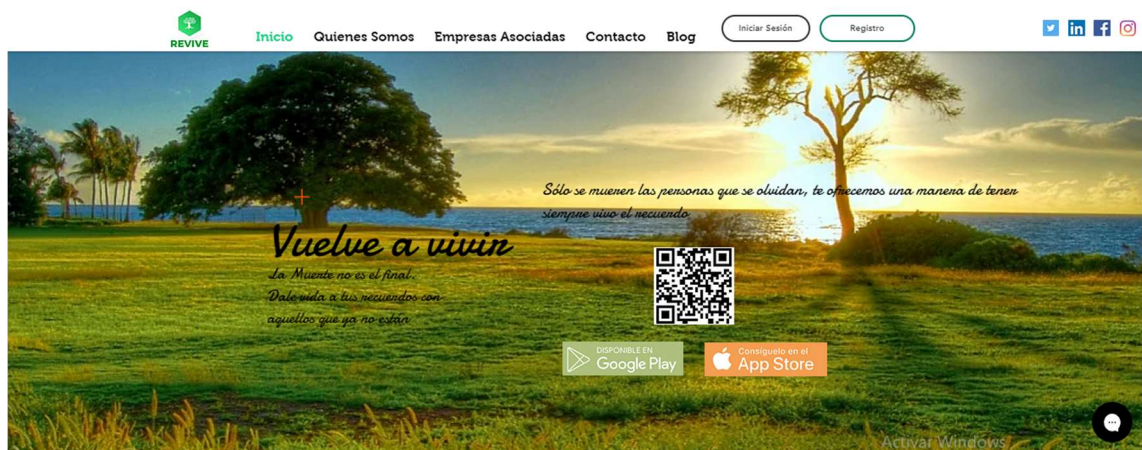 REVIVE
Inicio
Quienes Somos
Empresas Asociadas
Contacto
Blog
Iniciar Sesión
Registro
Sólo se mueren las personas que se olvidan, te ofrecemos una manera de tener
siempre vivo el recuerdo
Vuelve a vivir
La Muerte no es el final.
Dale vida a tus recuerdos con
aquellos que ya no están
DISPONIBLE EN
Google Play
Consíguelo en el
App Store
Activar Windows